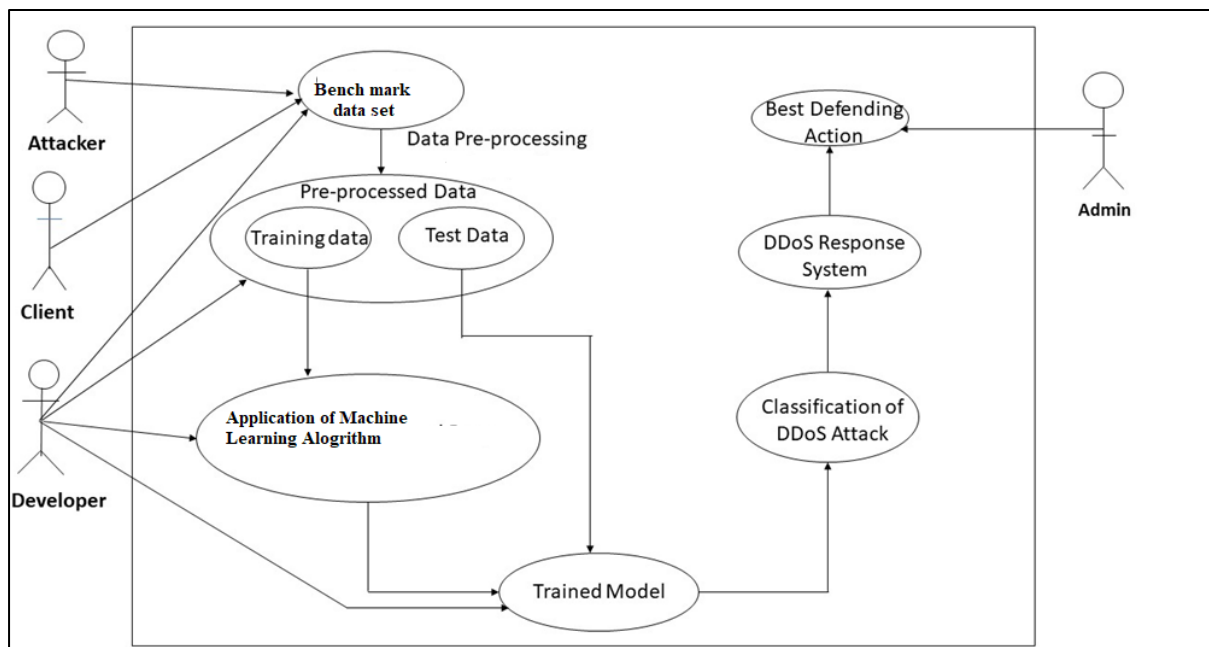 Attacker
Client
Developer
Bench mark
data set
Data Pre-processing
Pre-processed Data
Training data
Test Data
Application of Machine
Learning Alogrithm
Trained Model
Classification of
DDoS Attack
DDoS Response
System
Best Defending
Action
Admin